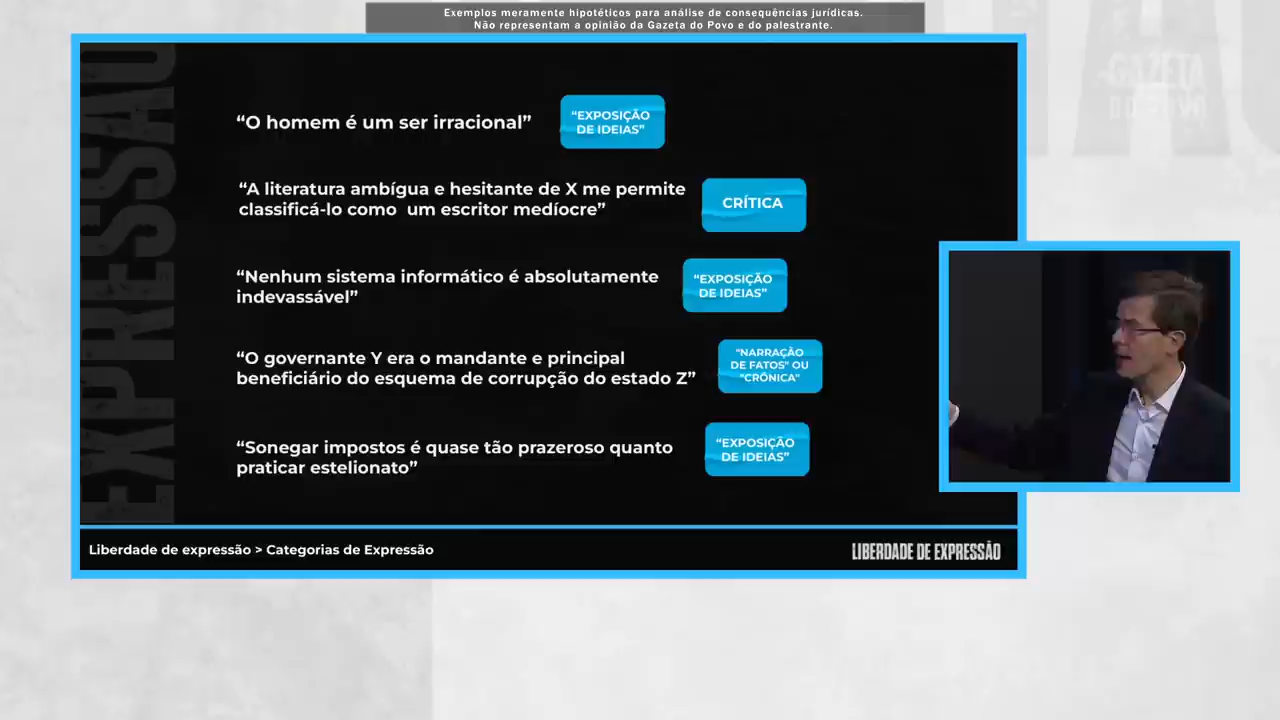 Exemplos meramente hipotéticos para análise de consequências jurídicas.
Não representam a opinião da Gazeta do Povo e do palestrante.
GAZETA
DO POVO
EXPRESSÃO
“O homem é um ser irracional”
“EXPOSIÇÃO
DE IDEIAS”
“A literatura ambígua e hesitante de X me permite
classificá-lo como um escritor medíocre”
CRÍTICA
“Nenhum sistema informático é absolutamente
indevassável”
“EXPOSIÇÃO
DE IDEIAS”
“O governante Y era o mandante e principal
beneficiário do esquema de corrupção do estado Z”
“NARRAÇÃO
DE FATOS” OU
“CRÔNICA”
“Sonegar impostos é quase tão prazeroso quanto
praticar estelionato”
“EXPOSIÇÃO
DE IDEIAS”
Liberdade de expressão > Categorias de Expressão
LIBERDADE DE EXPRESSÃO